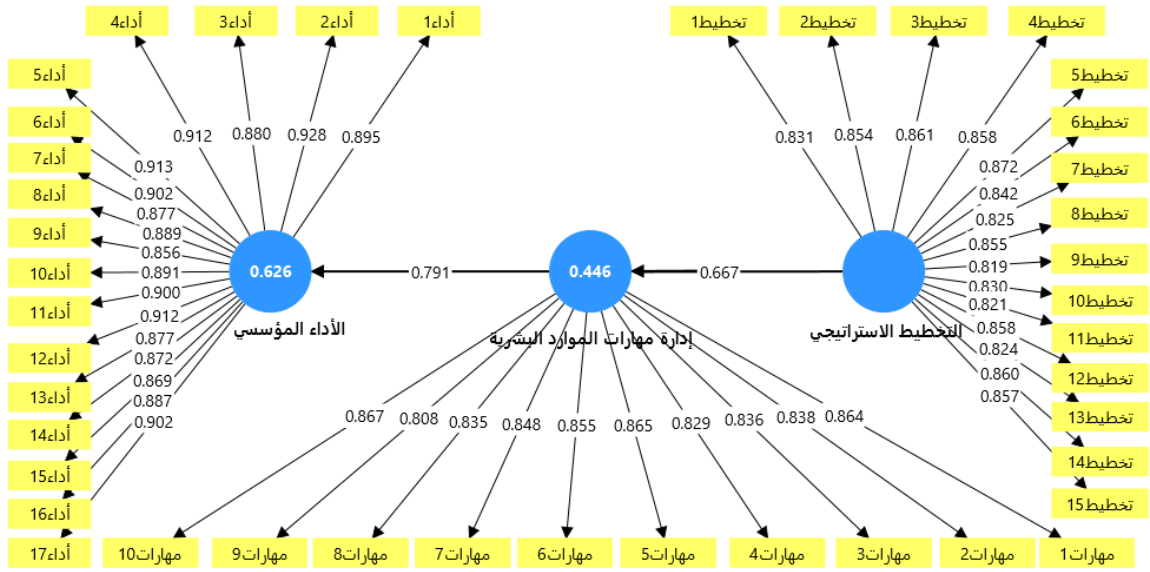 تخطيط4
تخطيط3
تخطيط2
تخطيط1
أداء1
أداء2
أداء3
أداء4
تخطيط5
تخطيط6
تخطيط7
تخطيط8
تخطيط9
تخطيط10
تخطيط11
تخطيط12
تخطيط13
تخطيط14
تخطيط15
0.858
0.861
0.854
0.831
0.872
0.842
0.825
0.855
0.819
0.830
0.821
0.858
0.824
0.860
0.857
التخطيط الاستراتيجي
0.667
0.446
إدارة مهارات الموارد البشرية
0.864
0.838
0.836
0.829
0.865
0.855
0.848
0.835
0.808
0.867
مهارات1
مهارات2
مهارات3
مهارات4
مهارات5
مهارات6
مهارات7
مهارات8
مهارات9
مهارات10
0.791
0.626
الأداء المؤسسي
0.895
0.928
0.880
0.912
0.913
0.902
0.877
0.889
0.856
0.891
0.900
0.912
0.877
0.872
0.869
0.887
0.902
أداء5
أداء6
أداء7
أداء8
أداء9
أداء10
أداء11
أداء12
أداء13
أداء14
أداء15
أداء16
أداء17